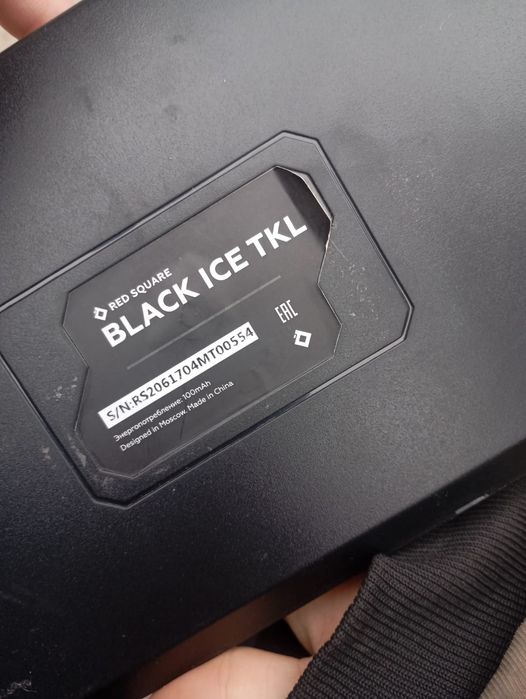 RED SQUARE
BLACK ICE TKL
S/N:RS2061704MT00554
EAC
Энергопотребление: 100mAh
Designed in Moscow. Made in China